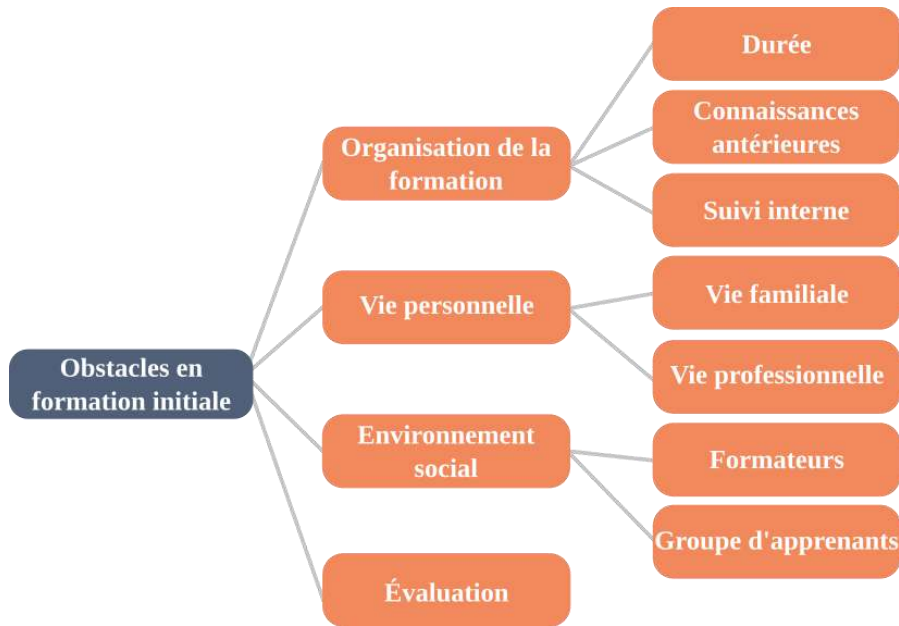 Obstacles en
formation initiale
Organisation de la
formation
Durée
Connaissances
antérieures
Suivi interne
Vie personnelle
Vie familiale
Vie professionnelle
Environnement
social
Formateurs
Groupe d'apprenants
Évaluation